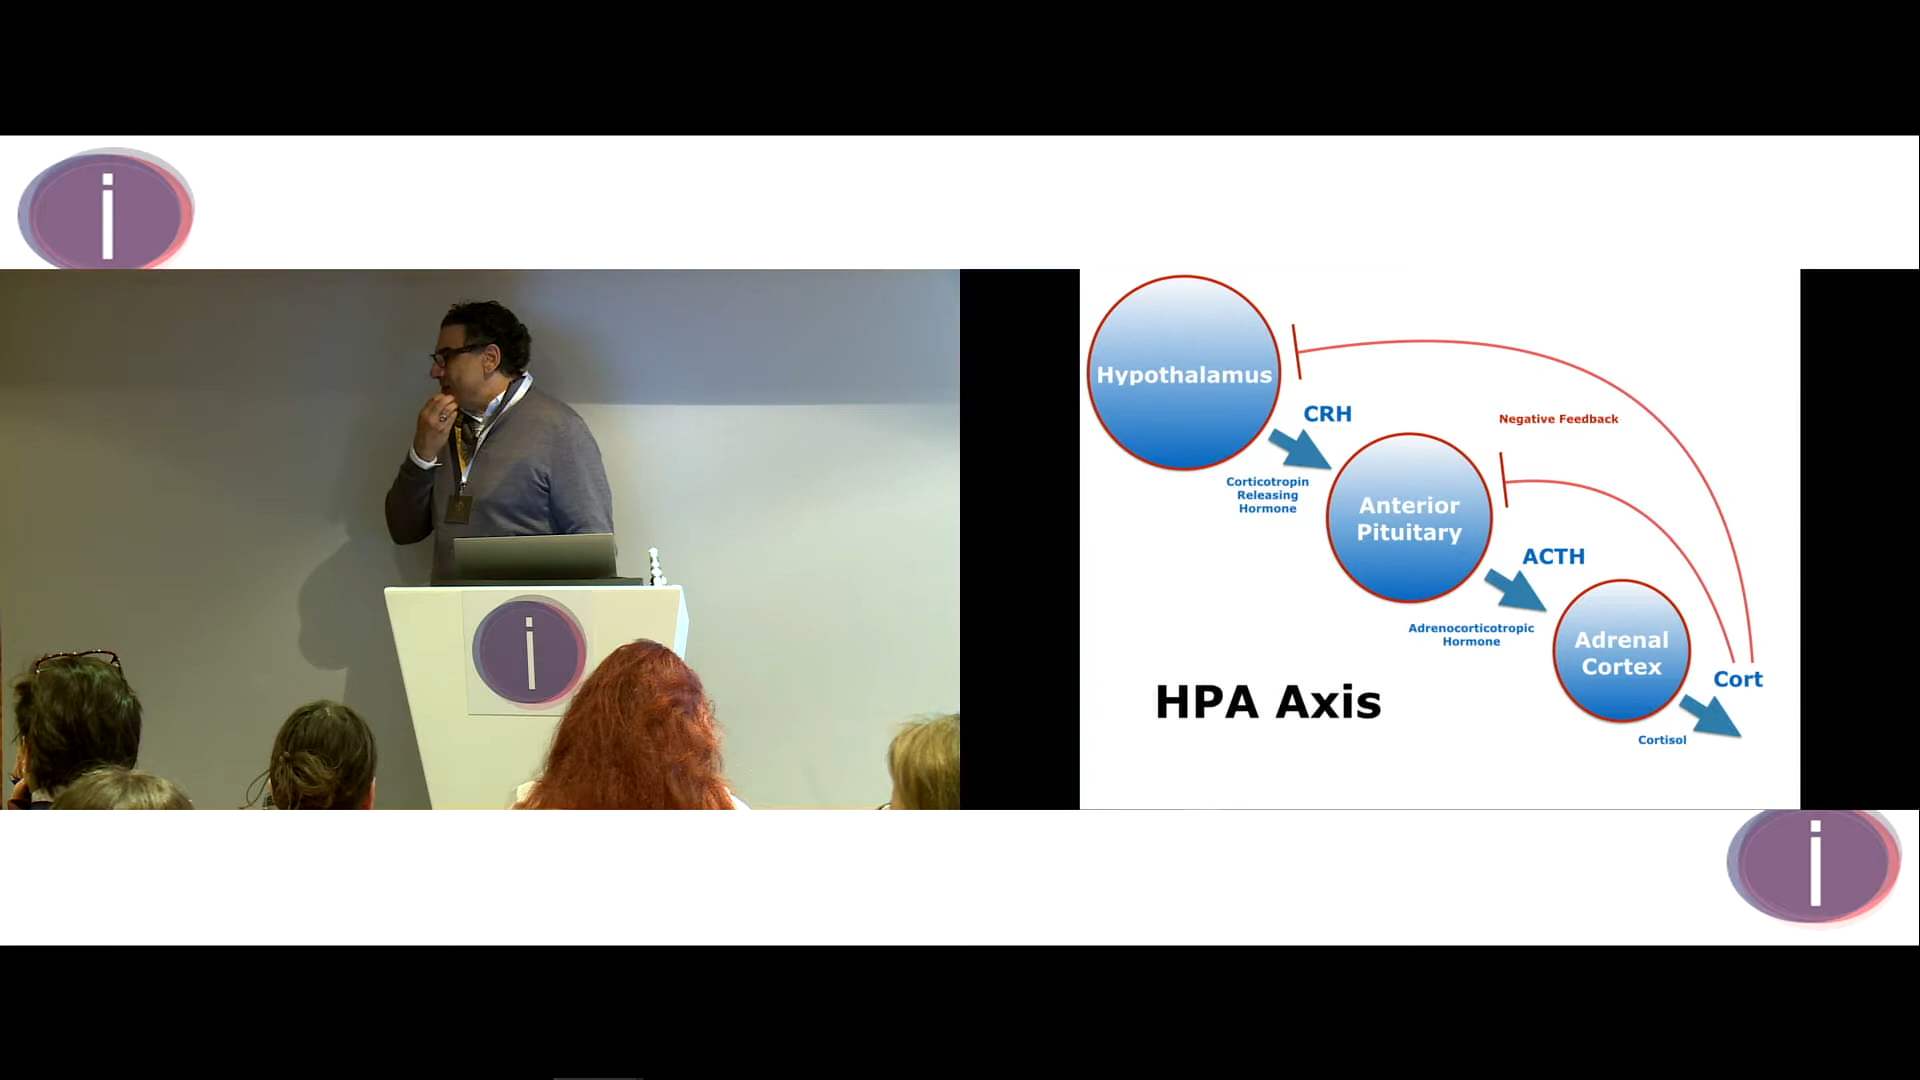 i
i
Hypothalamus
CRH
Negative Feedback
Corticotropin
Releasing
Hormone
Anterior
Pituitary
ACTH
Adrenocorticotropic
Hormone
Adrenal
Cortex
Cort
HPA Axis
Cortisol
i